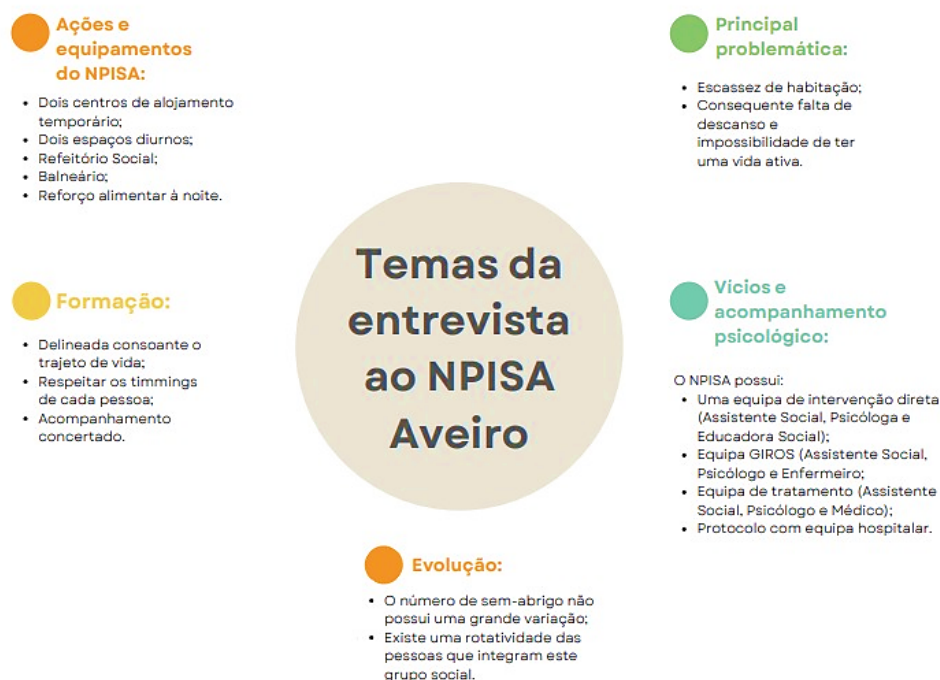 Ações e
equipamentos
do NPISA:
• Dois centros de alojamento
temporário;
• Dois espaços diurnos;
• Refeitório Social;
• Balneário;
• Reforço alimentar à noite.
Principal
problemática:
• Escassez de habitação;
• Consequente falta de
descanso e
impossibilidade de ter
uma vida ativa.
Temas da
entrevista
ao NPISA
Aveiro
Formação:
• Delineada consoante o
trajeto de vida;
• Respeitar os timmings
de cada pessoa;
• Acompanhamento
concertado.
Vícios e
acompanhamento
psicológico:
O NPISA possui:
• Uma equipa de intervenção direta
(Assistente Social, Psicóloga e
Educadora Social);
• Equipa GIROS (Assistente Social,
Psicólogo e Enfermeiro;
• Equipa de tratamento (Assistente
Social, Psicólogo e Médico);
• Protocolo com equipa hospitalar.
Evolução:
• O número de sem-abrigo não
possui uma grande variação;
• Existe uma rotatividade das
pessoas que integram este
grupo social.